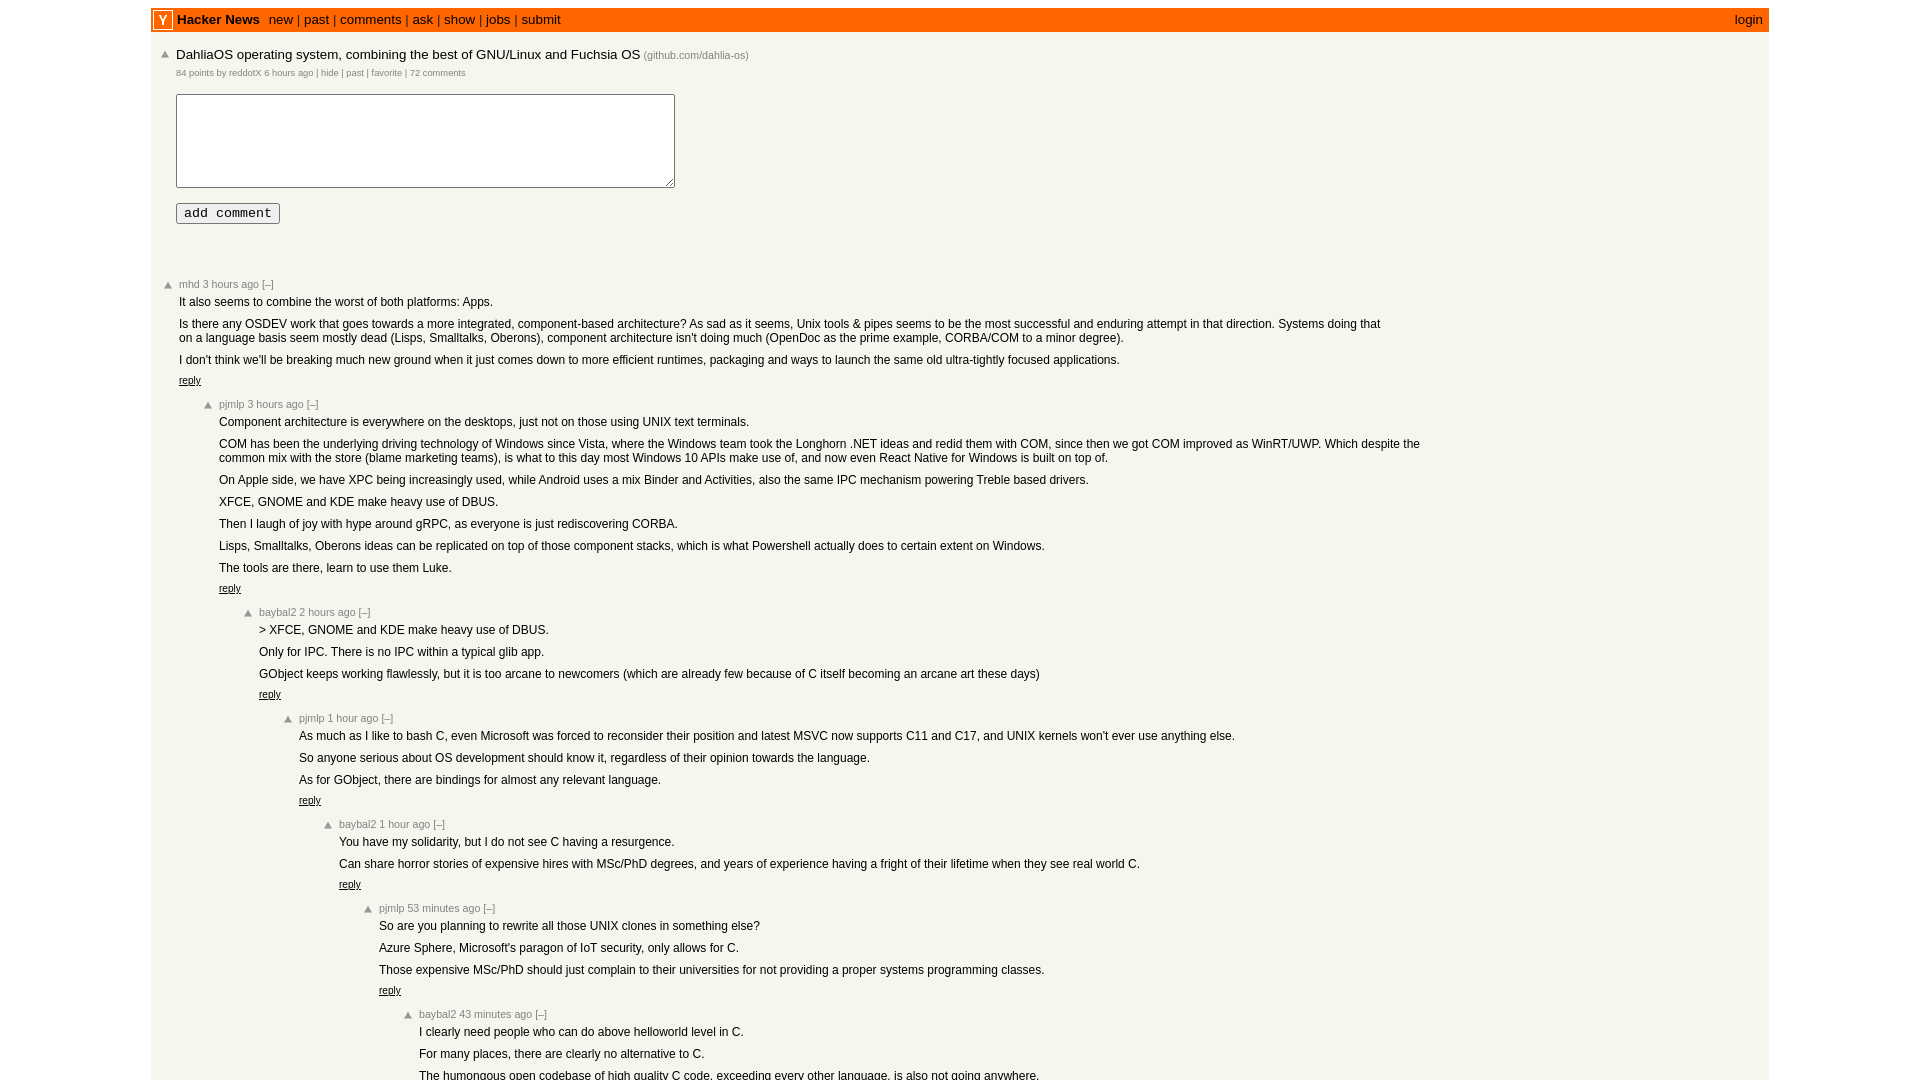 Y Hacker News new | past | comments | ask | show | jobs | submit login
DahliaOS operating system, combining the best of GNU/Linux and Fuchsia OS (github.com/dahlia-os)
84 points by reddotX 6 hours ago | hide | past | favorite | 72 comments
add comment
mhd 3 hours ago [–]
It also seems to combine the worst of both platforms: Apps.
Is there any OSDEV work that goes towards a more integrated, component-based architecture? As sad as it seems, Unix tools & pipes seems to be the most successful and enduring attempt in that direction. Systems doing that
on a language basis seem mostly dead (Lisps, Smalltalks, Oberons), component architecture isn't doing much (OpenDoc as the prime example, CORBA/COM to a minor degree).
I don't think we'll be breaking much new ground when it just comes down to more efficient runtimes, packaging and ways to launch the same old ultra-tightly focused applications.
reply
pjmlp 3 hours ago [–]
Component architecture is everywhere on the desktops, just not on those using UNIX text terminals.
COM has been the underlying driving technology of Windows since Vista, where the Windows team took the Longhorn .NET ideas and redid them with COM, since then we got COM improved as WinRT/UWP. Which despite the
common mix with the store (blame marketing teams), is what to this day most Windows 10 APIs make use of, and now even React Native for Windows is built on top of.
On Apple side, we have XPC being increasingly used, while Android uses a mix Binder and Activities, also the same IPC mechanism powering Treble based drivers.
XFCE, GNOME and KDE make heavy use of DBUS.
Then I laugh of joy with hype around gRPC, as everyone is just rediscovering CORBA.
Lisps, Smalltalks, Oberons ideas can be replicated on top of those component stacks, which is what Powershell actually does to certain extent on Windows.
The tools are there, learn to use them Luke.
reply
baybal2 2 hours ago [–]
> XFCE, GNOME and KDE make heavy use of DBUS.
Only for IPC. There is no IPC within a typical glib app.
GObject keeps working flawlessly, but it is too arcane to newcomers (which are already few because of C itself becoming an arcane art these days)
reply
pjmlp 1 hour ago [–]
As much as I like to bash C, even Microsoft was forced to reconsider their position and latest MSVC now supports C11 and C17, and UNIX kernels won't ever use anything else.
So anyone serious about OS development should know it, regardless of their opinion towards the language.
As for GObject, there are bindings for almost any relevant language.
reply
baybal2 1 hour ago [–]
You have my solidarity, but I do not see C having a resurgence.
Can share horror stories of expensive hires with MSc/PhD degrees, and years of experience having a fright of their lifetime when they see real world C.
reply
pjmlp 53 minutes ago [–]
So are you planning to rewrite all those UNIX clones in something else?
Azure Sphere, Microsoft's paragon of IoT security, only allows for C.
Those expensive MSc/PhD should just complain to their universities for not providing a proper systems programming classes.
reply
baybal2 43 minutes ago [–]
I clearly need people who can do above helloworld level in C.
For many places, there are clearly no alternative to C.
The humongous open codebase of high quality C code, exceeding every other language, is also not going anywhere.